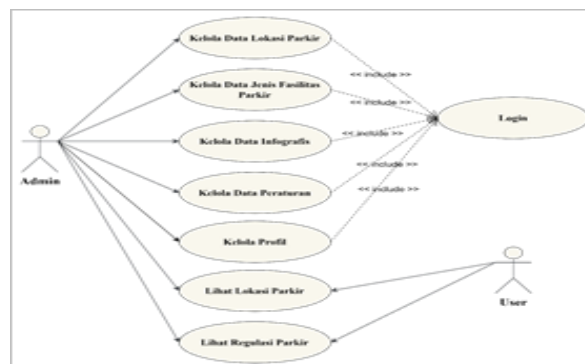 Kelola Data Lokasi Parkir
<< include >>
Kelola Data Jenis Fasilitas
Parkir
<< include >>
Login
Kelola Data Infografis
<< include >>
Admin
Kelola Data Peraturan
<< include >>
<< include >>
Kelola Profil
Lihat Lokasi Parkir
User
Lihat Regulasi Parkir